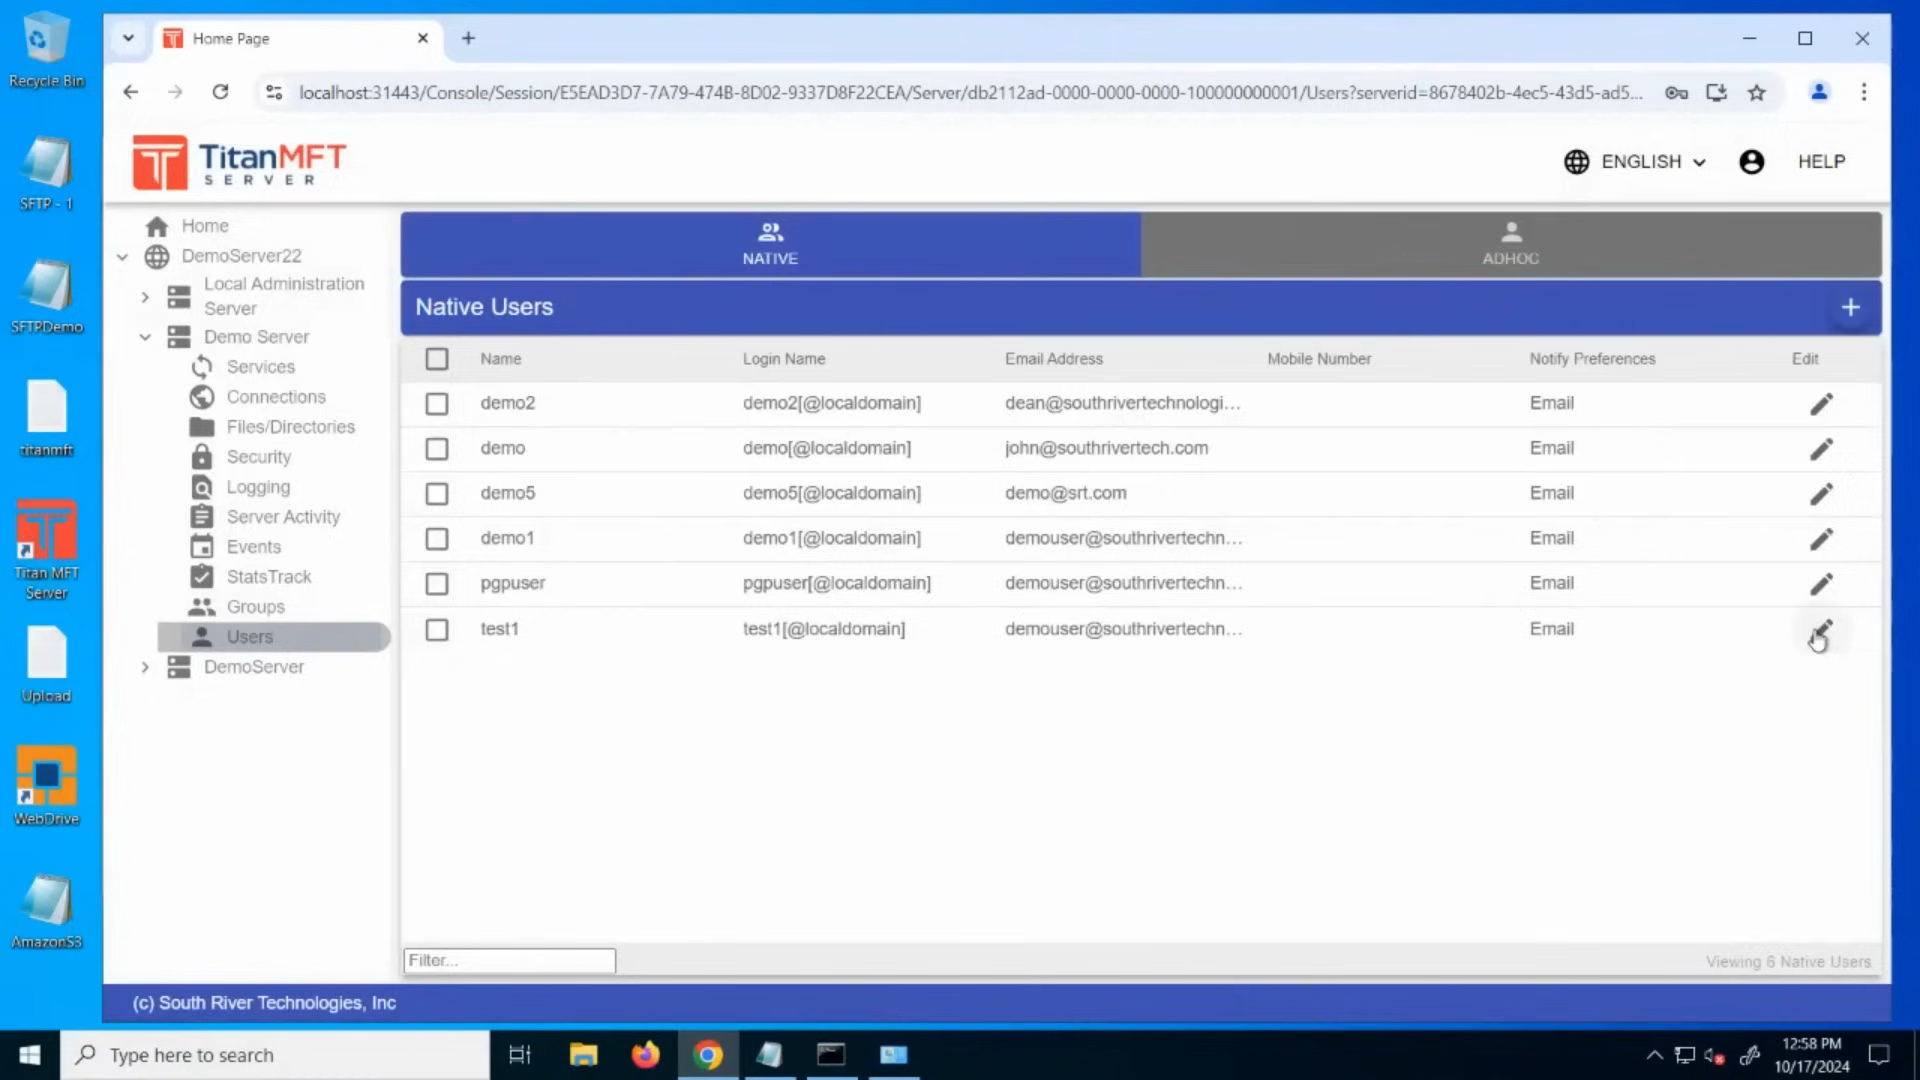 Recycle Bin
SFTP - 1
SFTPDemo
titanmft
Titan MFT
Server
Upload
WebDrive
AmazonS3
Home Page
localhost:31443/Console/Session/E5EAD3D7-7A79-474B-8D02-9337D8F22CEA/Server/db2112ad-0000-0000-0000-100000000001/Users?serverid=8678402b-4ec5-43d5-ad5...
TitanMFT
SERVER
ENGLISH
HELP
Home
DemoServer22
Local Administration
Server
Demo Server
Services
Connections
Files/Directories
Security
Logging
Server Activity
Events
StatsTrack
Groups
Users
DemoServer
NATIVE
ADHOC
Native Users
Name Login Name Email Address Mobile Number Notify Preferences Edit
demo2 demo2[@localdomain] dean@southrivertechnologi... Email
demo demo[@localdomain] john@southrivertech.com Email
demo5 demo5[@localdomain] demo@srt.com Email
demo1 demo1[@localdomain] demouser@southrivertechn... Email
pgpuser pgpuser[@localdomain] demouser@southrivertechn... Email
test1 test1[@localdomain] demouser@southrivertechn... Email
Filter...
Viewing 6 Native Users
(c) South River Technologies, Inc
Type here to search
12:58 PM
10/17/2024